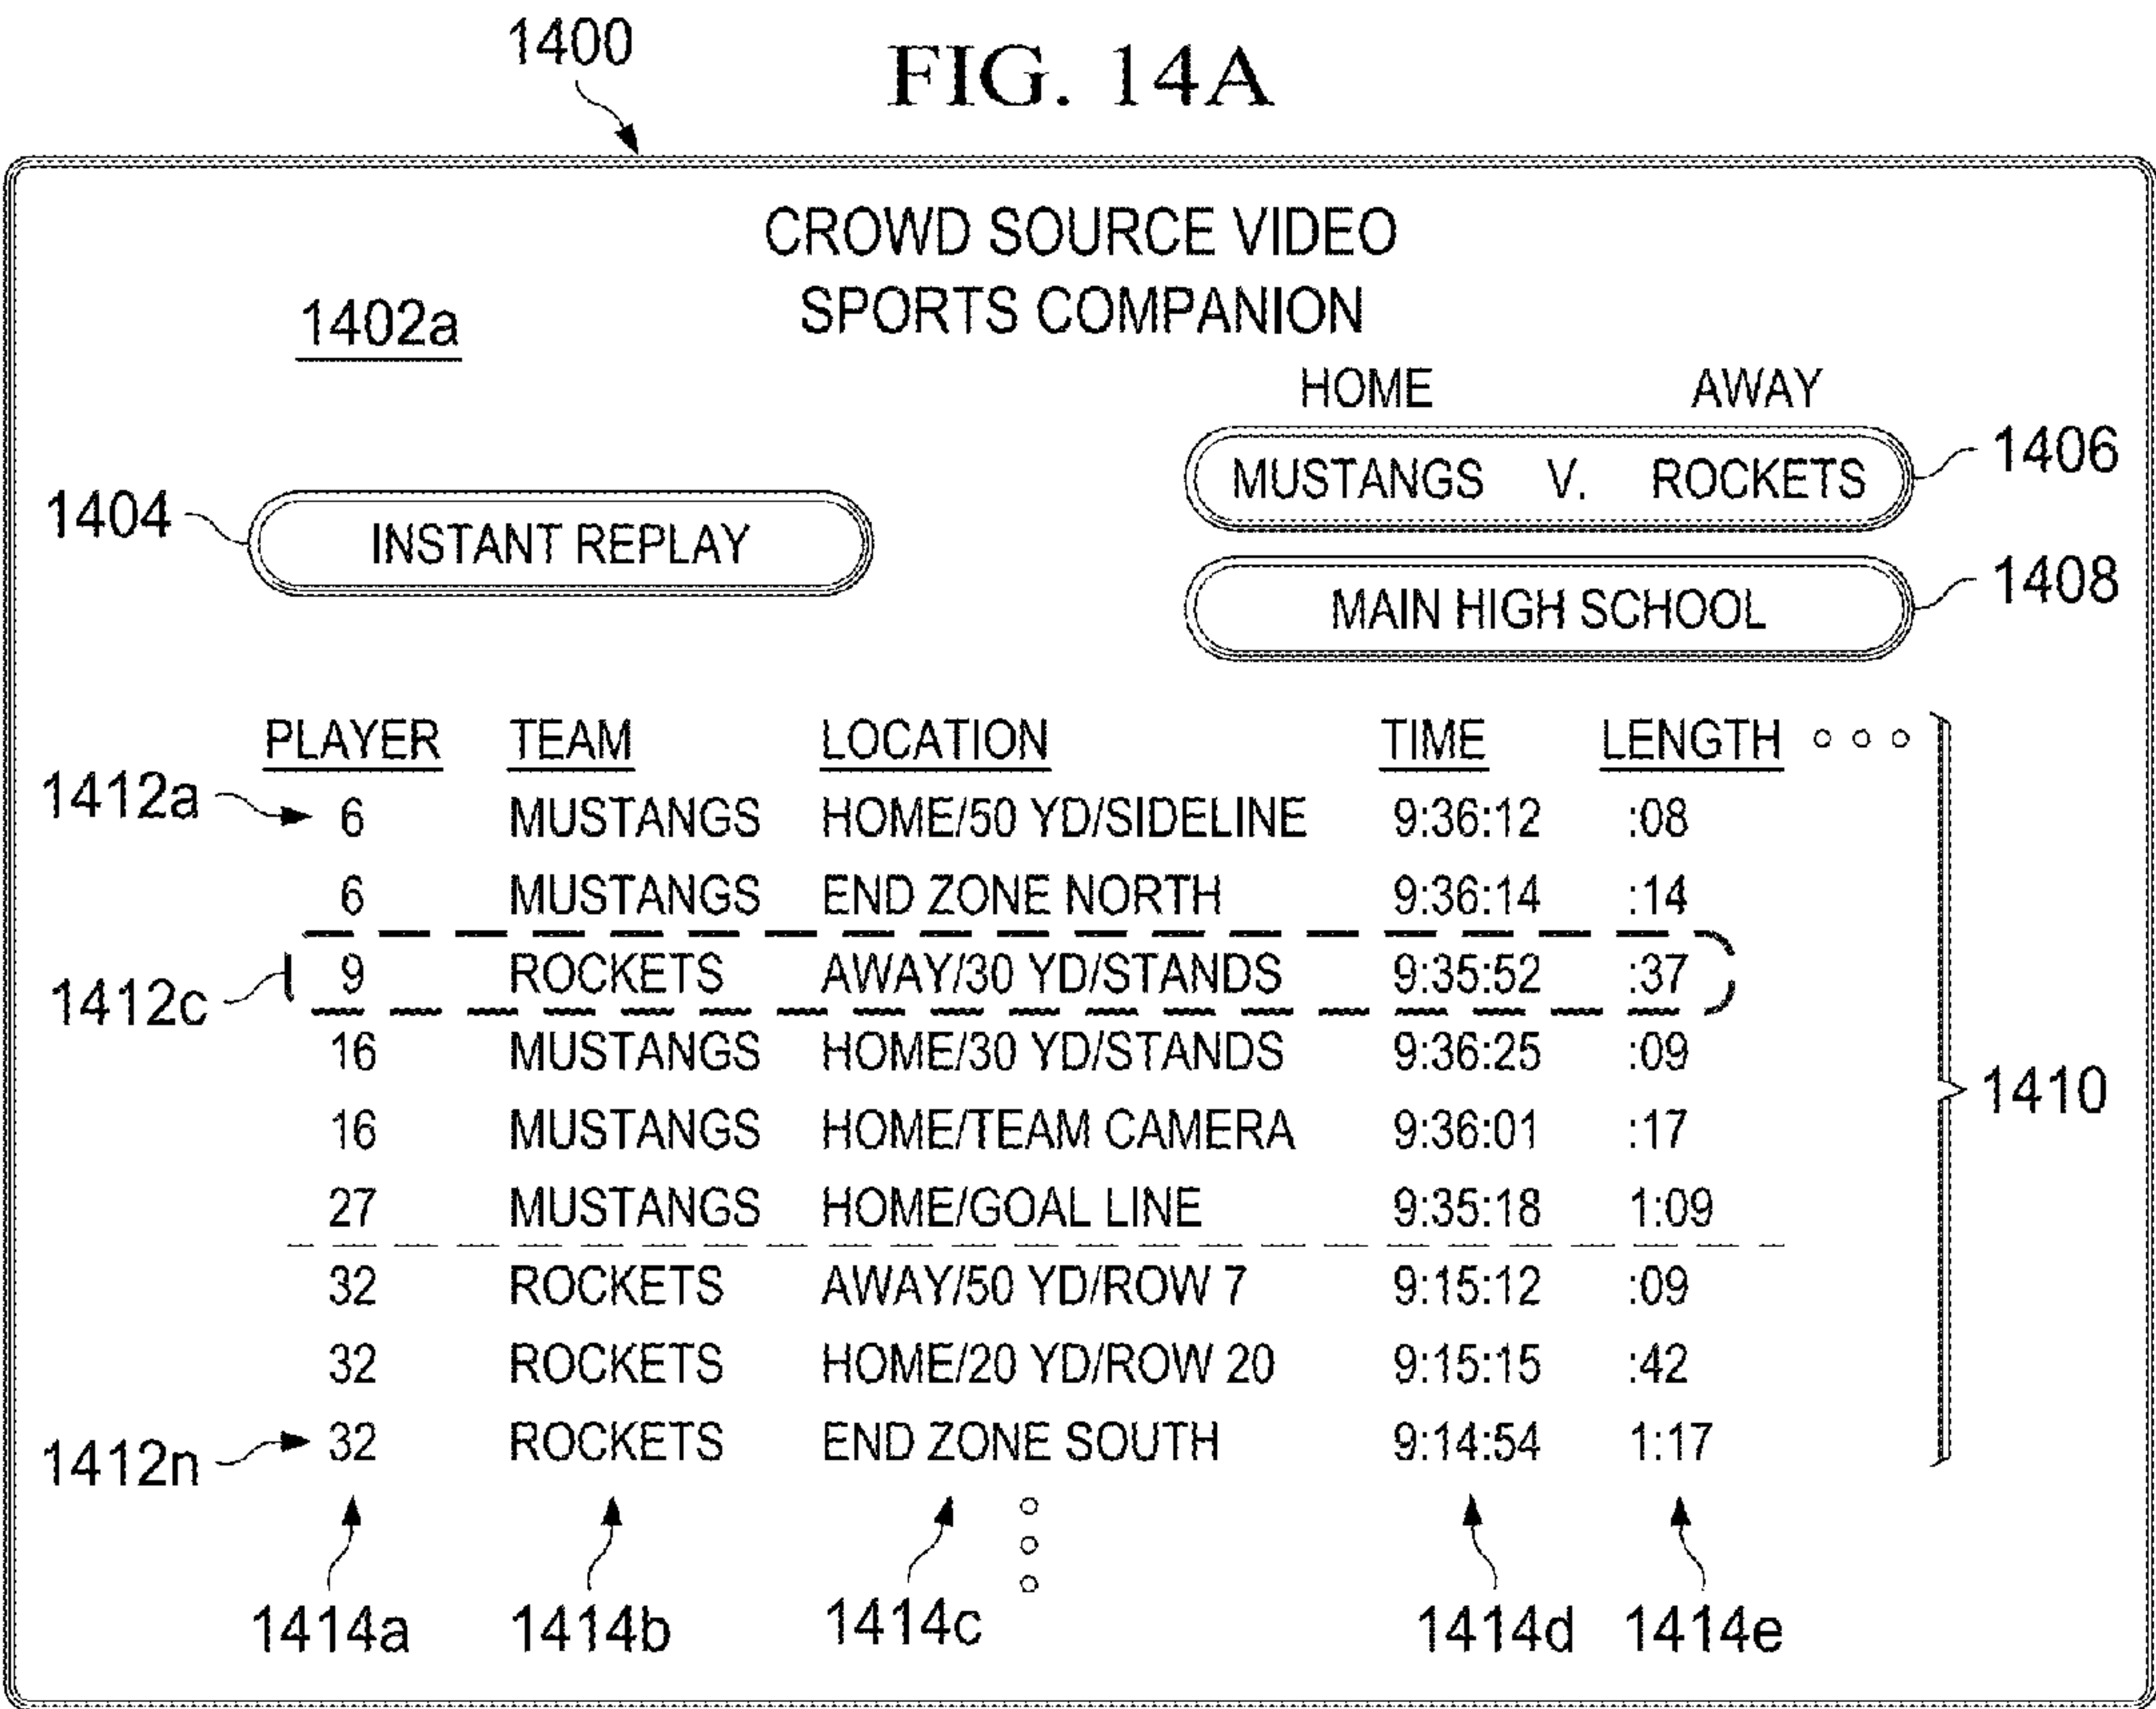 1400
FIG. 14A
CROWD SOURCE VIDEO
SPORTS COMPANION
1402a
HOME AWAY
MUSTANGS V. ROCKETS
1406
1404
INSTANT REPLAY
MAIN HIGH SCHOOL
1408
PLAYER TEAM LOCATION TIME LENGTH
1412a 6 MUSTANGS HOME/50 YD/SIDELINE 9:36:12 :08
6 MUSTANGS END ZONE NORTH 9:36:14 :14
1412c 9 ROCKETS AWAY/30 YD/STANDS 9:35:52 :37
16 MUSTANGS HOME/30 YD/STANDS 9:36:25 :09
1410
16 MUSTANGS HOME/TEAM CAMERA 9:36:01 :17
27 MUSTANGS HOME/GOAL LINE 9:35:18 1:09
32 ROCKETS AWAY/50 YD/ROW 7 9:15:12 :09
32 ROCKETS HOME/20 YD/ROW 20 9:15:15 :42
1412n 32 ROCKETS END ZONE SOUTH 9:14:54 1:17
1414a 1414b 1414c 1414d 1414e